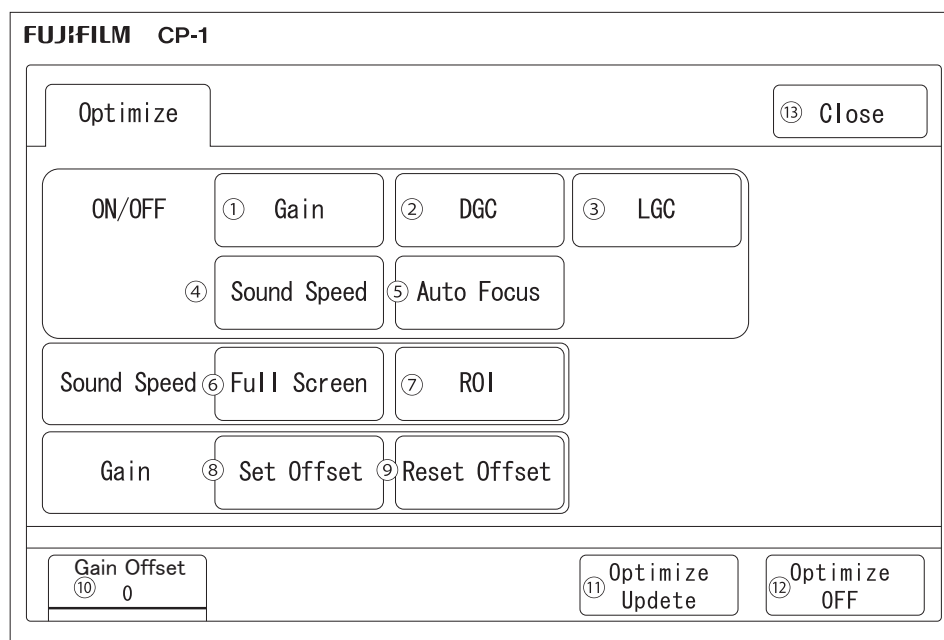 FUJIFILM CP-1
Optimize
⑬ Close
ON/OFF ① Gain ② DGC ③ LGC
④ Sound Speed ⑤ Auto Focus
Sound Speed ⑥ Full Screen ⑦ ROI
Gain ⑧ Set Offset ⑨ Reset Offset
Gain Offset
⑩ 0
⑪ Optimize
Updete
⑫ Optimize
OFF